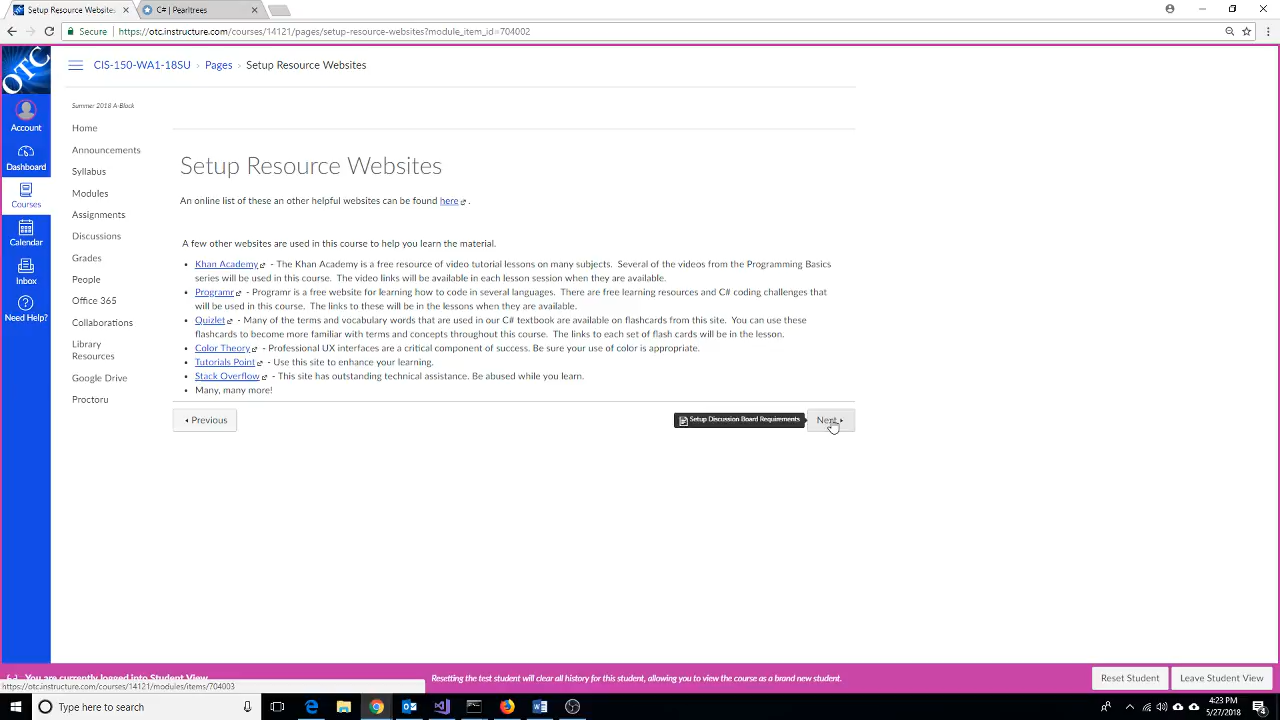 Setup Resource Websites
C# | Pearltrees
Secure
https://otc.instructure.com/courses/14121/pages/setup-resource-websites?module_item_id=704002
OTC
CIS-150-WA1-18SU › Pages › Setup Resource Websites
Summer 2018 A-Block
Account
Dashboard
Courses
Calendar
Inbox
Need Help?
Home
Announcements
Syllabus
Modules
Assignments
Discussions
Grades
People
Office 365
Collaborations
Library
Resources
Google Drive
Proctoru
Setup Resource Websites
An online list of these an other helpful websites can be found here .
A few other websites are used in this course to help you learn the material.
• Khan Academy - The Khan Academy is a free resource of video tutorial lessons on many subjects. Several of the videos from the Programming Basics
series will be used in this course. The video links will be available in each lesson session when they are available.
• Programr - Programr is a free website for learning how to code in several languages. There are free learning resources and C# coding challenges that
will be used in this course. The links to these will be in the lessons when they are available.
• Quizlet - Many of the terms and vocabulary words that are used in our C# textbook are available on flashcards from this site. You can use these
flashcards to become more familiar with terms and concepts throughout this course. The links to each set of flash cards will be in the lesson.
• Color Theory - Professional UX interfaces are a critical component of success. Be sure your use of color is appropriate.
• Tutorials Point - Use this site to enhance your learning.
• Stack Overflow - This site has outstanding technical assistance. Be abused while you learn.
• Many, many more!
Previous
Setup Discussion Board Requirements
Next
You are currently logged into Student View
Resetting the test student will clear all history for this student, allowing you to view the course as a brand new student.
Reset Student
Leave Student View
https://otc.instructure.com/courses/14121/modules/items/704003
Type here to search
4:23 PM
5/27/2018